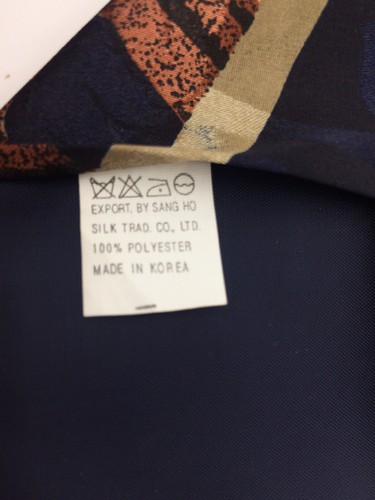 EXPORT. BY SANG HO
SILK TRAD. CO., LTD.
100% POLYESTER
MADE IN KOREA